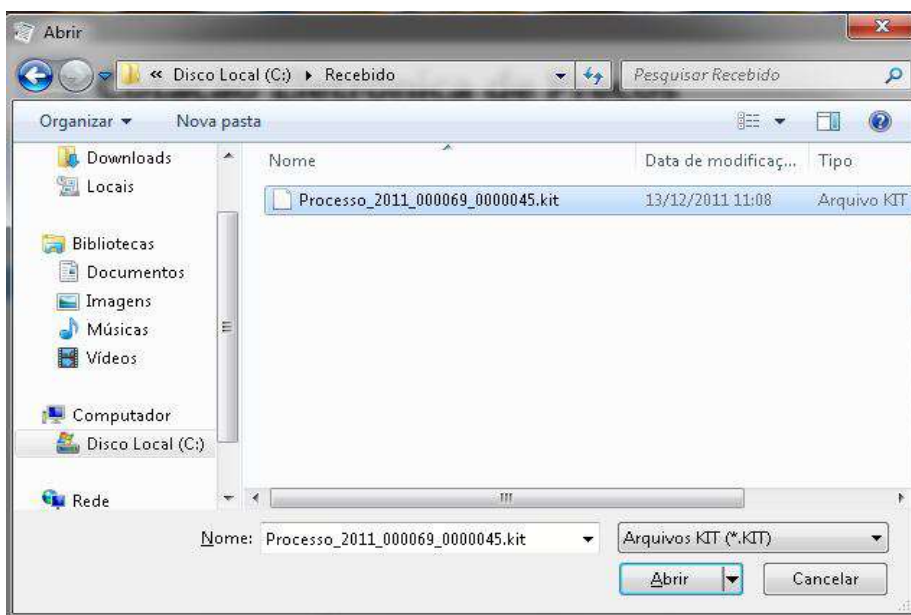 Abrir
« Disco Local (C:) ▸ Recebido
Pesquisar Recebido
Organizar Nova pasta
Downloads
Locais
Bibliotecas
Documentos
Imagens
Músicas
Vídeos
Computador
Disco Local (C:)
Rede
Nome Data de modificaç... Tipo
Processo_2011_000069_0000045.kit 13/12/2011 11:08 Arquivo KIT
Nome: Processo_2011_000069_0000045.kit Arquivos KIT (*.KIT)
Abrir Cancelar